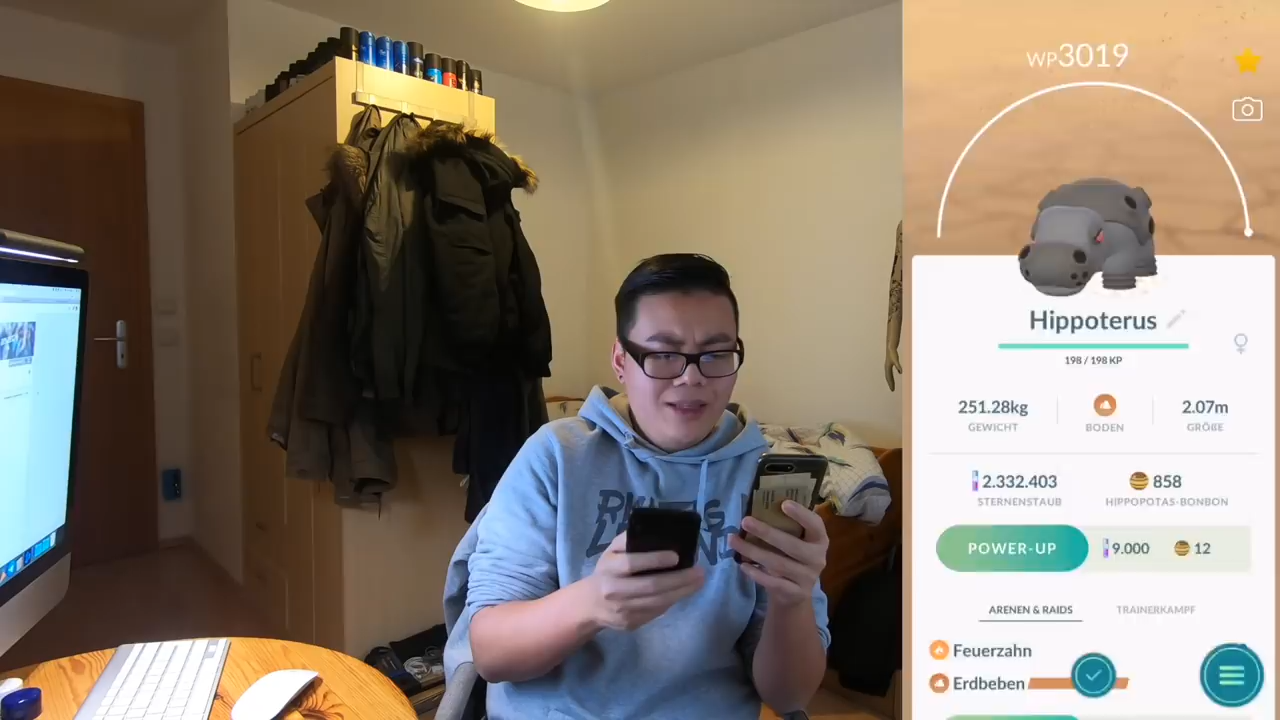 WP3019
Hippoterus
198 / 198 KP
251.28kg
GEWICHT
BODEN
2.07m
GRÖßE
2.332.403
STERNENSTAUB
858
HIPPOPOTAS-BONBON
POWER-UP
9.000
12
ARENEN & RAIDS
TRAINERKAMPF
Feuerzahn
Erdbeben